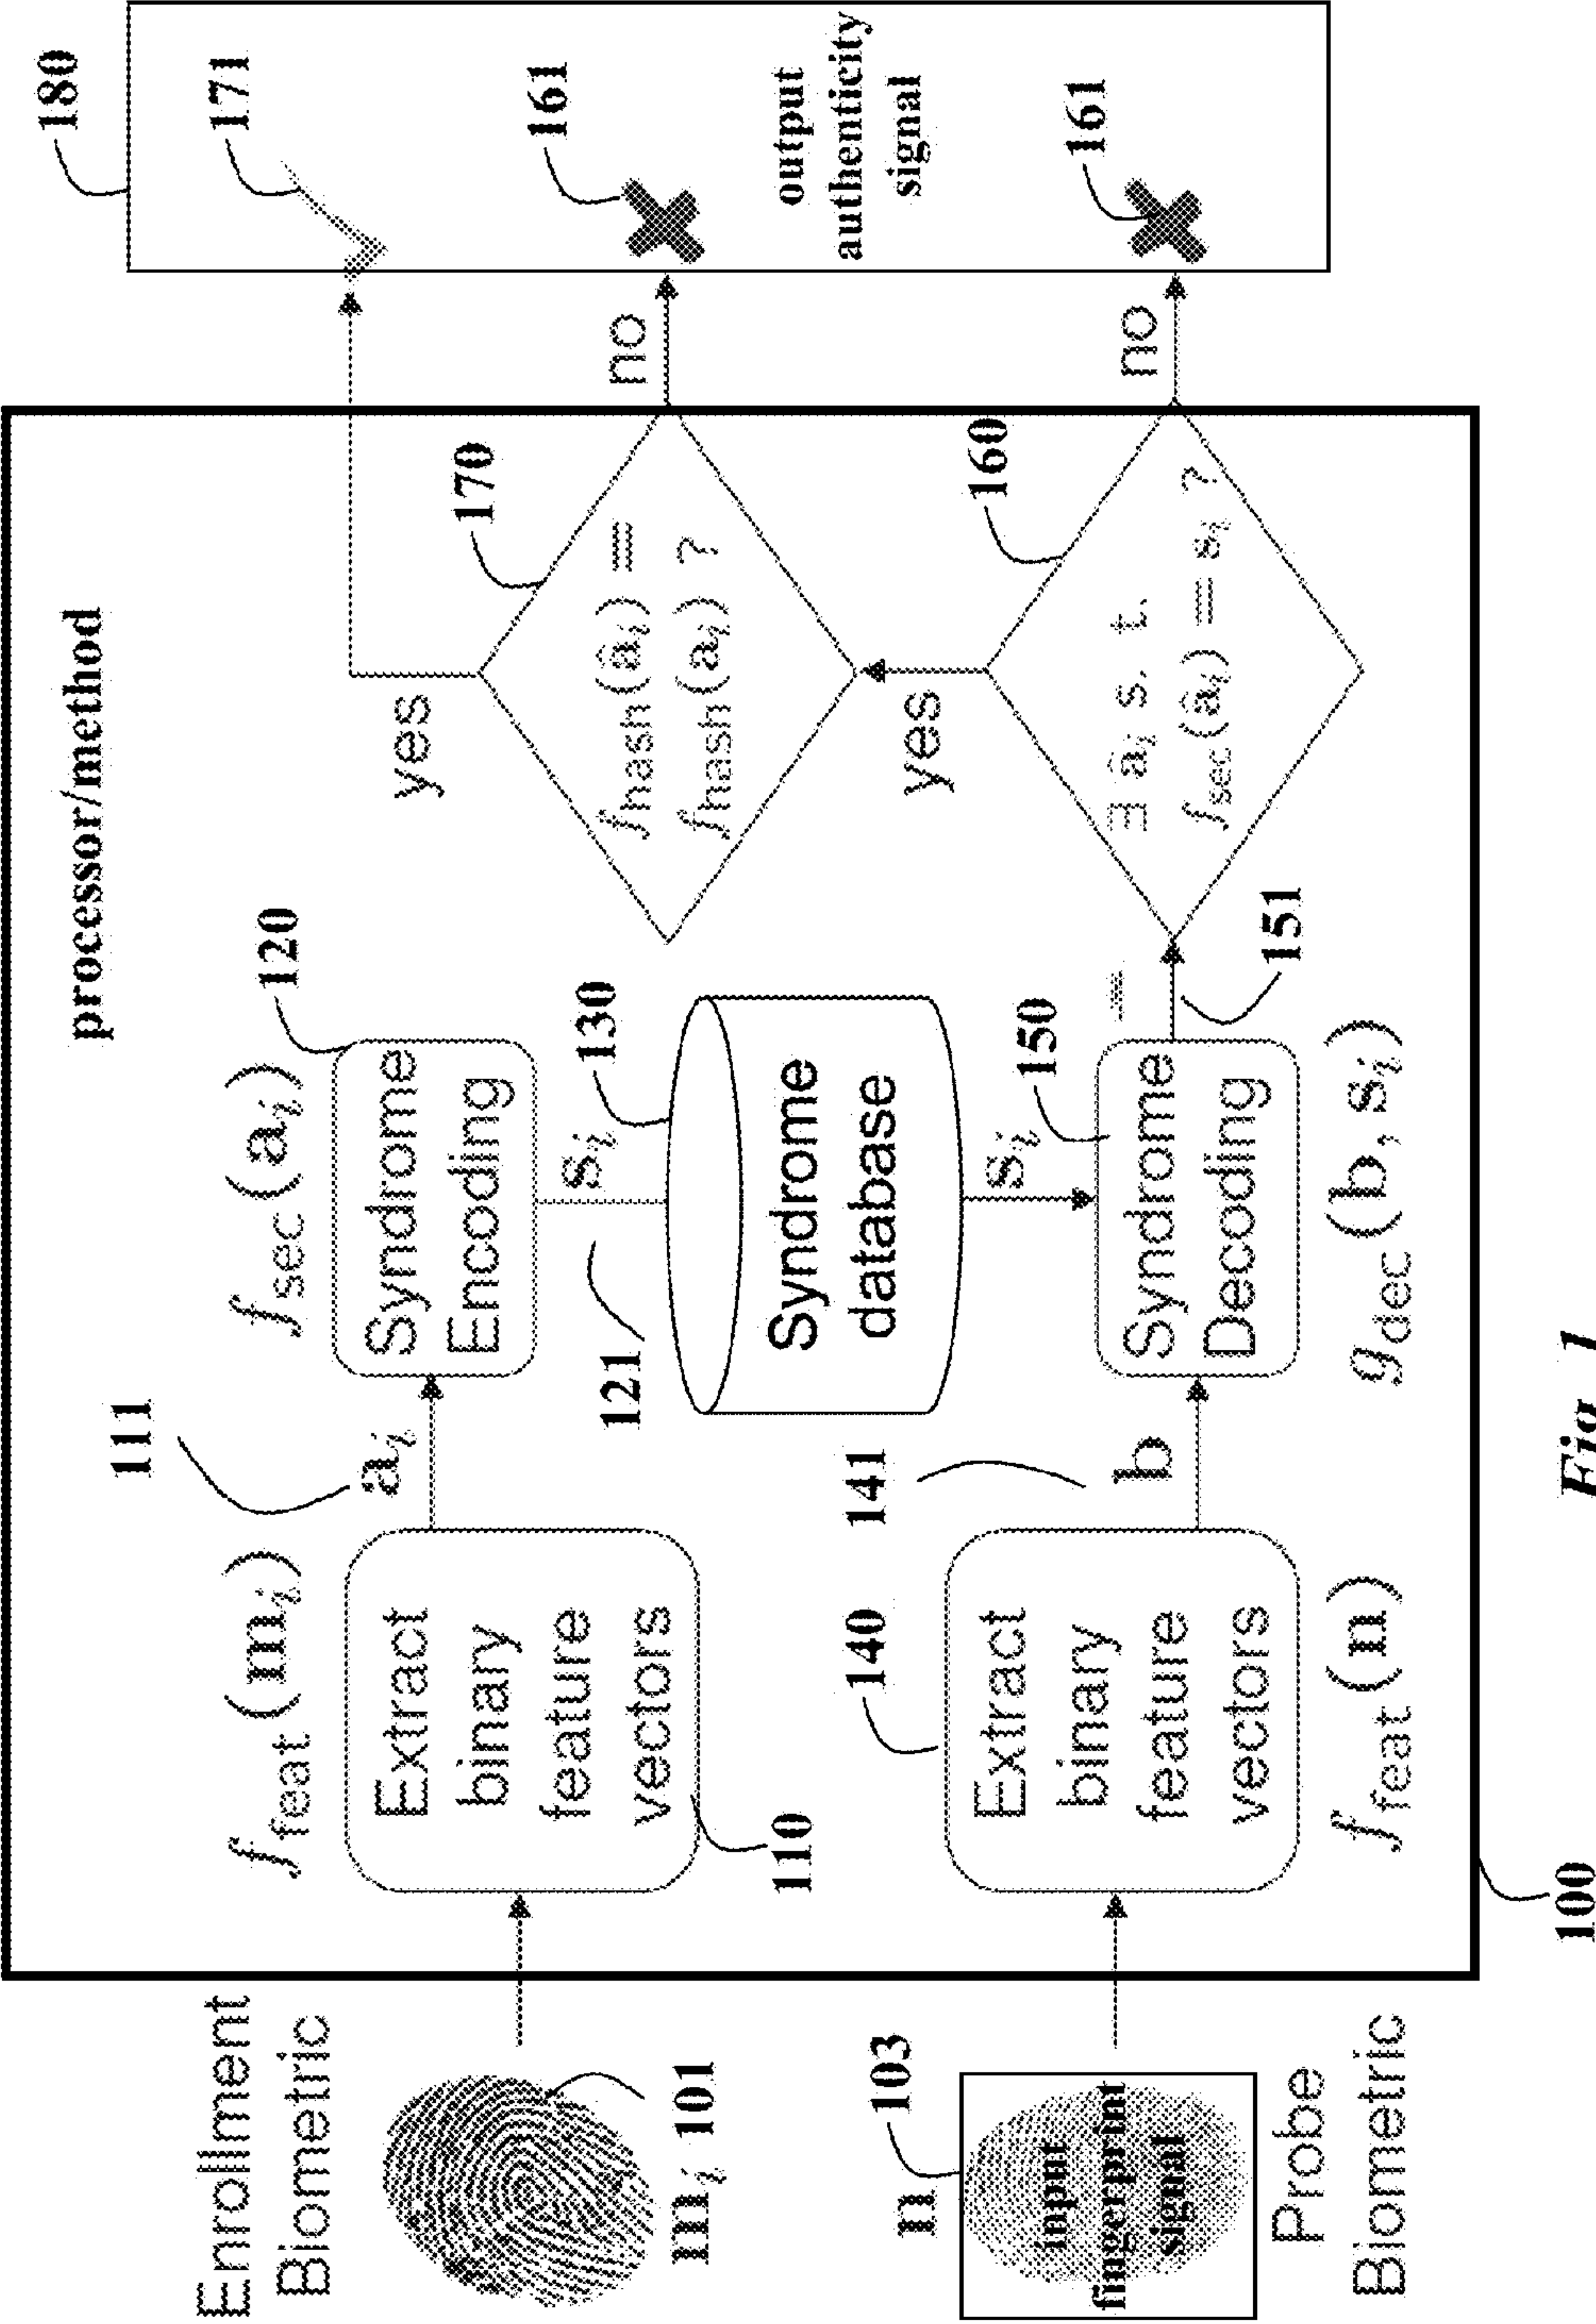 processor/method
180
171
161
output
authenticity
signal
161
Enrollment
Biometric
m_i 101
f_feat(m_i)
Extract
binary
feature
vectors
110
111
a_i
f_sec(a_i)
120
Syndrome
Encoding
121
s_i
130
Syndrome
database
s_i
150
yes
170
f_hash(â_i) =
f_hash(a_i) ?
no
yes
160
∃ â_i s. t.
f_sec(â_i) = s_i ?
no
n 103
input
fingerprint
signal
Probe
Biometric
140
Extract
binary
feature
vectors
f_feat(n)
141
b
Syndrome
Decoding
g_dec(b, s_i)
151
100
Fig. 1